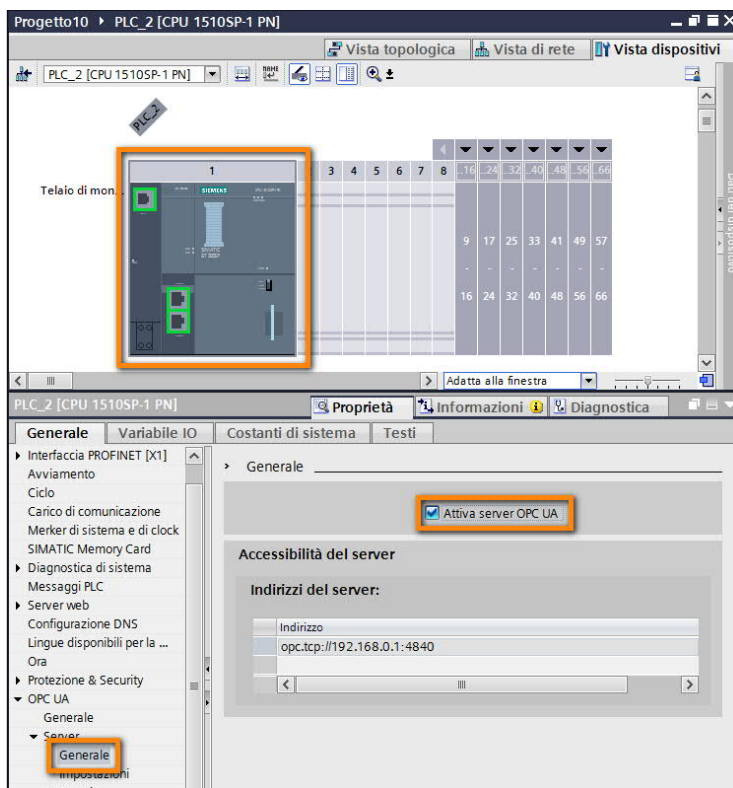 Progetto10 ▸ PLC_2 [CPU 1510SP-1 PN]
Vista topologica Vista di rete Vista dispositivi
PLC_2 [CPU 1510SP-1 PN]
PLC_2
1 3 4 5 6 7 8 ..16 ..24 ..32 ..40 ..48 ..56 ..66
Telaio di mon...
SIEMENS
9 17 25 33 41 49 57
- - - - - - -
16 24 32 40 48 56 66
Adatta alla finestra
PLC_2 [CPU 1510SP-1 PN]
Proprietà Informazioni Diagnostica
Generale Variabile IO Costanti di sistema Testi
Interfaccia PROFINET [X1]
Avviamento
Ciclo
Carico di comunicazione
Merker di sistema e di clock
SIMATIC Memory Card
Diagnostica di sistema
Messaggi PLC
Server web
Configurazione DNS
Lingue disponibili per la ...
Ora
Protezione & Security
OPC UA
Generale
Server
Generale
Impostazioni
Generale
Attiva server OPC UA
Accessibilità del server
Indirizzi del server:
Indirizzo
opc.tcp://192.168.0.1:4840